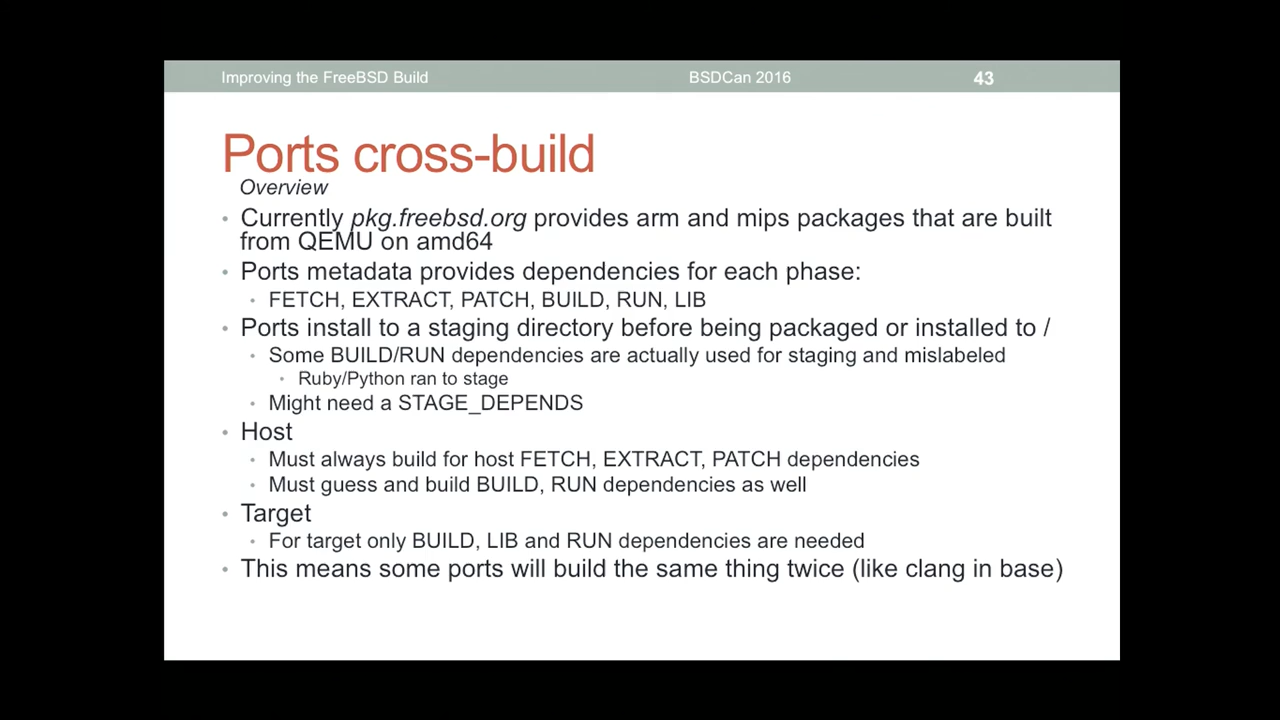 Improving the FreeBSD Build BSDCan 2016 43
Ports cross-build
Overview
• Currently pkg.freebsd.org provides arm and mips packages that are built
from QEMU on amd64
• Ports metadata provides dependencies for each phase:
• FETCH, EXTRACT, PATCH, BUILD, RUN, LIB
• Ports install to a staging directory before being packaged or installed to /
• Some BUILD/RUN dependencies are actually used for staging and mislabeled
• Ruby/Python ran to stage
• Might need a STAGE_DEPENDS
• Host
• Must always build for host FETCH, EXTRACT, PATCH dependencies
• Must guess and build BUILD, RUN dependencies as well
• Target
• For target only BUILD, LIB and RUN dependencies are needed
• This means some ports will build the same thing twice (like clang in base)